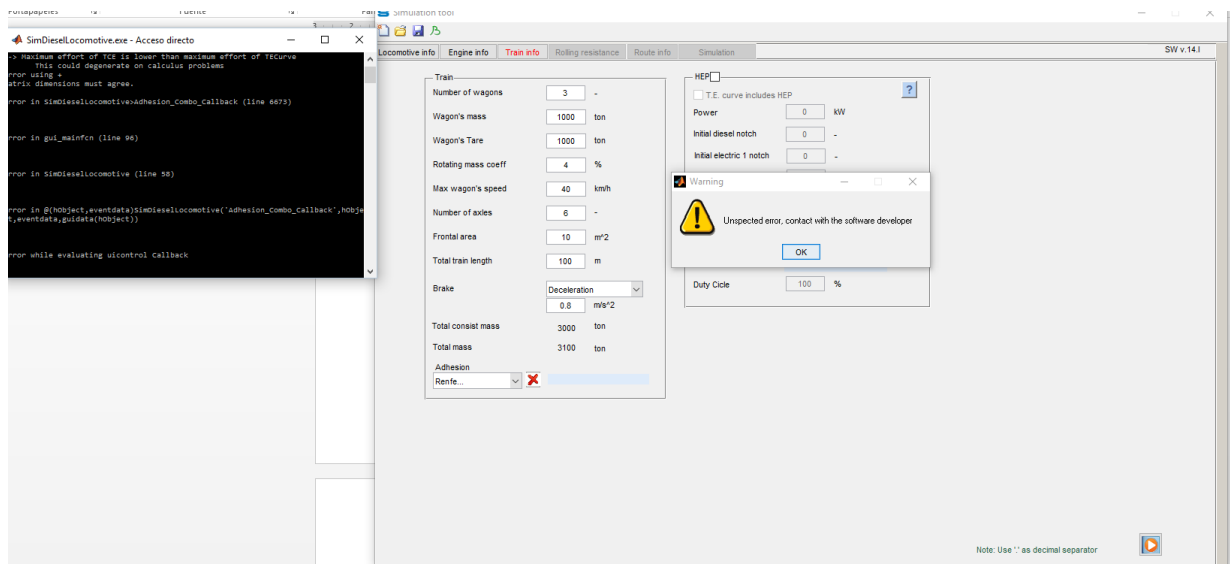 Portapapeles
Fuente
SimDieselLocomotive.exe - Acceso directo
-> Maximum effort of TCE is lower than maximum effort of TECurve
This could degenerate on calculus problems
rror using +
atrix dimensions must agree.
rror in SimDieselLocomotive>Adhesion_Combo_Callback (line 6673)
rror in gui_mainfcn (line 96)
rror in SimDieselLocomotive (line 58)
rror in @(hObject,eventdata)SimDieselLocomotive('Adhesion_Combo_Callback',hObje
t,eventdata,guidata(hObject))
rror while evaluating uicontrol Callback
Simulation tool
Locomotive info Engine info Train info Rolling resistance Route info Simulation SW v.14.I
Train
Number of wagons 3 -
Wagon's mass 1000 ton
Wagon's Tare 1000 ton
Rotating mass coeff 4 %
Max wagon's speed 40 km/h
Number of axles 6 -
Frontal area 10 m^2
Total train length 100 m
Brake Deceleration
0.8 m/s^2
Total consist mass 3000 ton
Total mass 3100 ton
Adhesion
Renfe...
HEP
T.E. curve includes HEP ?
Power 0 kW
Initial diesel notch 0 -
Initial electric 1 notch 0 -
Warning
Unspected error, contact with the software developer
OK
Duty Cicle 100 %
Note: Use '.' as decimal separator